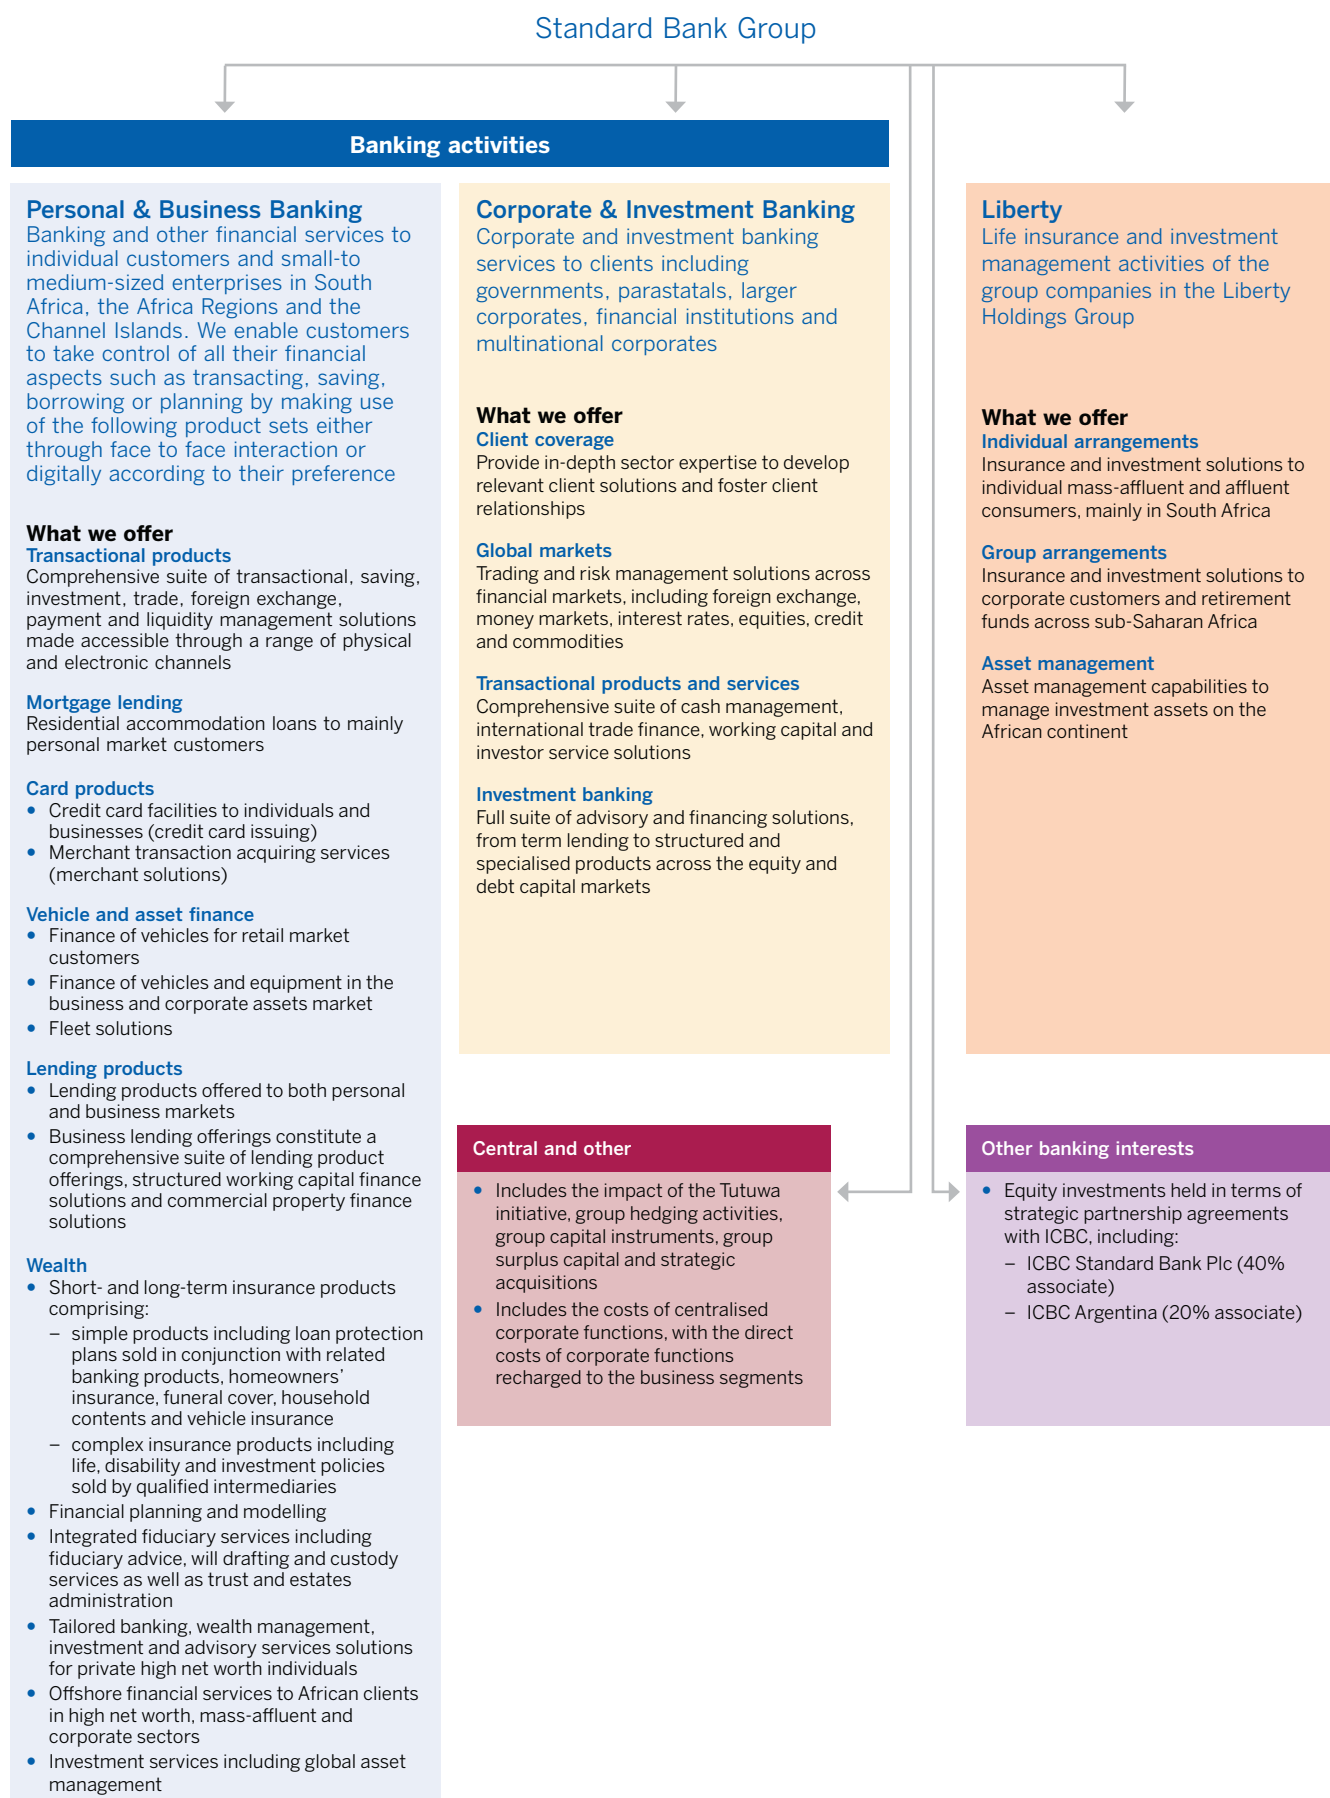 Standard Bank Group
Banking activities
Personal & Business Banking
Banking and other financial services to
individual customers and small-to
medium-sized enterprises in South
Africa, the Africa Regions and the
Channel Islands. We enable customers
to take control of all their financial
aspects such as transacting, saving,
borrowing or planning by making use
of the following product sets either
through face to face interaction or
digitally according to their preference
What we offer
Transactional products
Comprehensive suite of transactional, saving,
investment, trade, foreign exchange,
payment and liquidity management solutions
made accessible through a range of physical
and electronic channels
Mortgage lending
Residential accommodation loans to mainly
personal market customers
Card products
• Credit card facilities to individuals and
businesses (credit card issuing)
• Merchant transaction acquiring services
(merchant solutions)
Vehicle and asset finance
• Finance of vehicles for retail market
customers
• Finance of vehicles and equipment in the
business and corporate assets market
• Fleet solutions
Lending products
• Lending products offered to both personal
and business markets
• Business lending offerings constitute a
comprehensive suite of lending product
offerings, structured working capital finance
solutions and commercial property finance
solutions
Wealth
• Short- and long-term insurance products
comprising:
– simple products including loan protection
plans sold in conjunction with related
banking products, homeowners’
insurance, funeral cover, household
contents and vehicle insurance
– complex insurance products including
life, disability and investment policies
sold by qualified intermediaries
• Financial planning and modelling
• Integrated fiduciary services including
fiduciary advice, will drafting and custody
services as well as trust and estates
administration
• Tailored banking, wealth management,
investment and advisory services solutions
for private high net worth individuals
• Offshore financial services to African clients
in high net worth, mass-affluent and
corporate sectors
• Investment services including global asset
management
Corporate & Investment Banking
Corporate and investment banking
services to clients including
governments, parastatals, larger
corporates, financial institutions and
multinational corporates
What we offer
Client coverage
Provide in-depth sector expertise to develop
relevant client solutions and foster client
relationships
Global markets
Trading and risk management solutions across
financial markets, including foreign exchange,
money markets, interest rates, equities, credit
and commodities
Transactional products and services
Comprehensive suite of cash management,
international trade finance, working capital and
investor service solutions
Investment banking
Full suite of advisory and financing solutions,
from term lending to structured and
specialised products across the equity and
debt capital markets
Liberty
Life insurance and investment
management activities of the
group companies in the Liberty
Holdings Group
What we offer
Individual arrangements
Insurance and investment solutions to
individual mass-affluent and affluent
consumers, mainly in South Africa
Group arrangements
Insurance and investment solutions to
corporate customers and retirement
funds across sub-Saharan Africa
Asset management
Asset management capabilities to
manage investment assets on the
African continent
Central and other
• Includes the impact of the Tutuwa
initiative, group hedging activities,
group capital instruments, group
surplus capital and strategic
acquisitions
• Includes the costs of centralised
corporate functions, with the direct
costs of corporate functions
recharged to the business segments
Other banking interests
• Equity investments held in terms of
strategic partnership agreements
with ICBC, including:
– ICBC Standard Bank Plc (40%
associate)
– ICBC Argentina (20% associate)